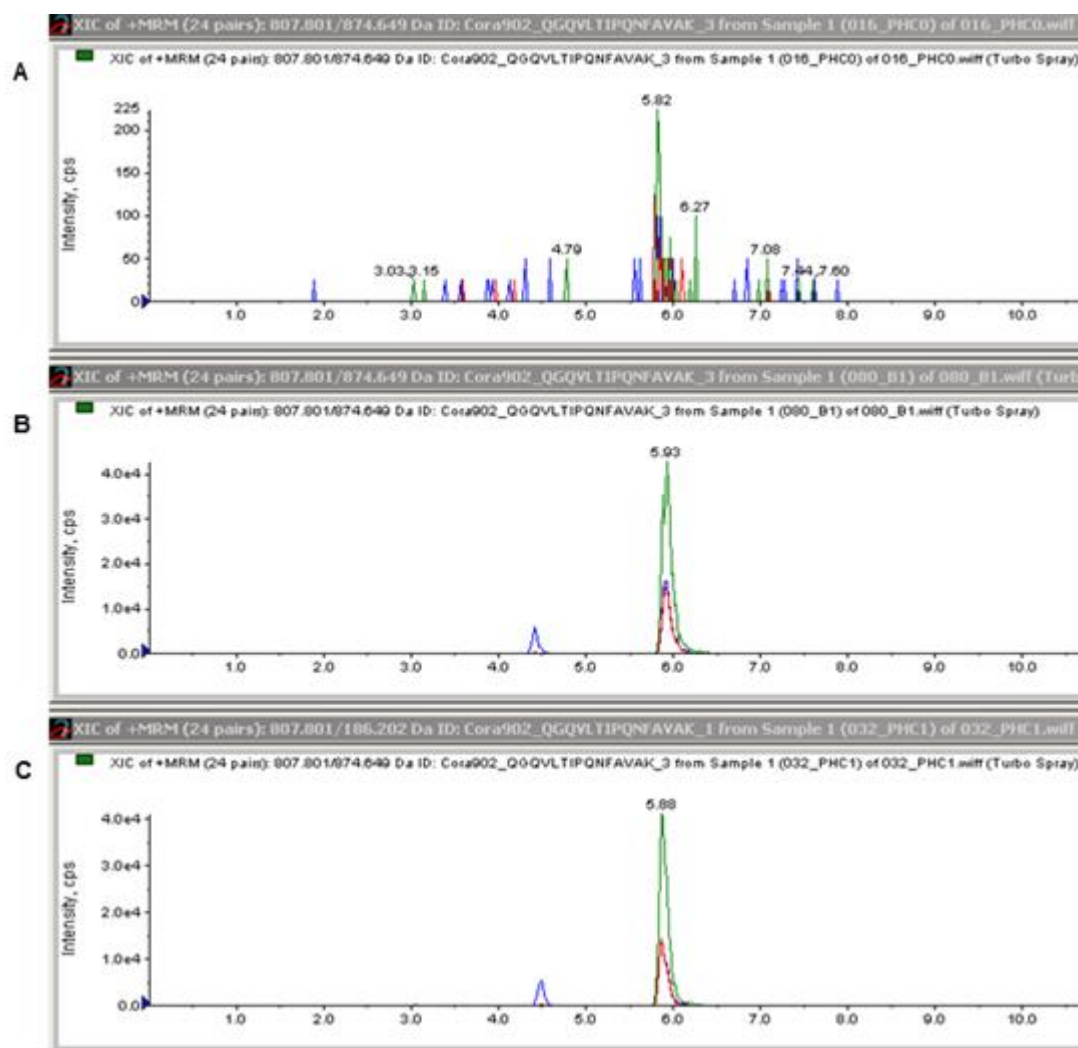 XIC of +MRM (24 pairs): 807.801/874.649 Da ID: Cora902_QGQVLTIPQNFAVAK_3 from Sample 1 (016_PHC0) of 016_PHC0.wiff
A
XIC of +MRM (24 pairs): 807.801/874.649 Da ID: Cora902_QGQVLTIPQNFAVAK_3 from Sample 1 (016_PHC0) of 016_PHC0.wiff (Turbo Spray)
5.82
225
200
150
100
50
0
Intensity, cps
3.03 3.15
4.79
6.27
7.08
7.44 7.60
1.0 2.0 3.0 4.0 5.0 6.0 7.0 8.0 9.0 10.0
XIC of +MRM (24 pairs): 807.801/874.649 Da ID: Cora902_QGQVLTIPQNFAVAK_3 from Sample 1 (080_B1) of 080_B1.wiff (Turb
B
XIC of +MRM (24 pairs): 807.801/874.649 Da ID: Cora902_QGQVLTIPQNFAVAK_3 from Sample 1 (080_B1) of 080_B1.wiff (Turbo Spray)
5.93
4.0e4
3.0e4
2.0e4
1.0e4
0.0
Intensity, cps
1.0 2.0 3.0 4.0 5.0 6.0 7.0 8.0 9.0 10.0
XIC of +MRM (24 pairs): 807.801/186.202 Da ID: Cora902_QGQVLTIPQNFAVAK_1 from Sample 1 (032_PHC1) of 032_PHC1.wiff
C
XIC of +MRM (24 pairs): 807.801/874.649 Da ID: Cora902_QGQVLTIPQNFAVAK_3 from Sample 1 (032_PHC1) of 032_PHC1.wiff (Turbo Spray)
5.88
4.0e4
3.0e4
2.0e4
1.0e4
0.0
Intensity, cps
1.0 2.0 3.0 4.0 5.0 6.0 7.0 8.0 9.0 10.0